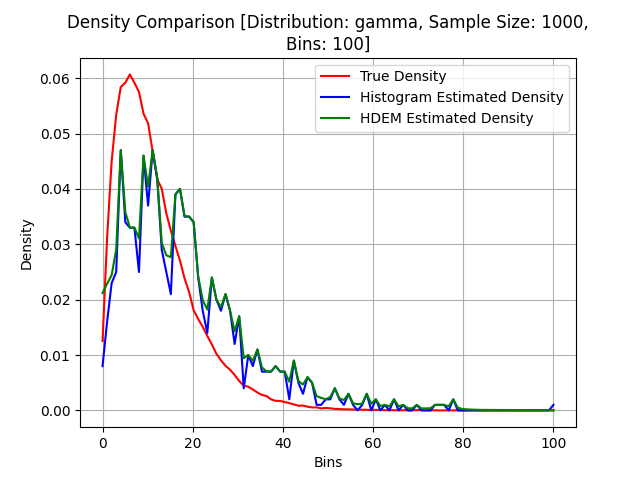 Density Comparison [Distribution: gamma, Sample Size: 1000,
Bins: 100]
True Density
Histogram Estimated Density
HDEM Estimated Density
Density
0.06
0.05
0.04
0.03
0.02
0.01
0.00
0 20 40 60 80 100
Bins